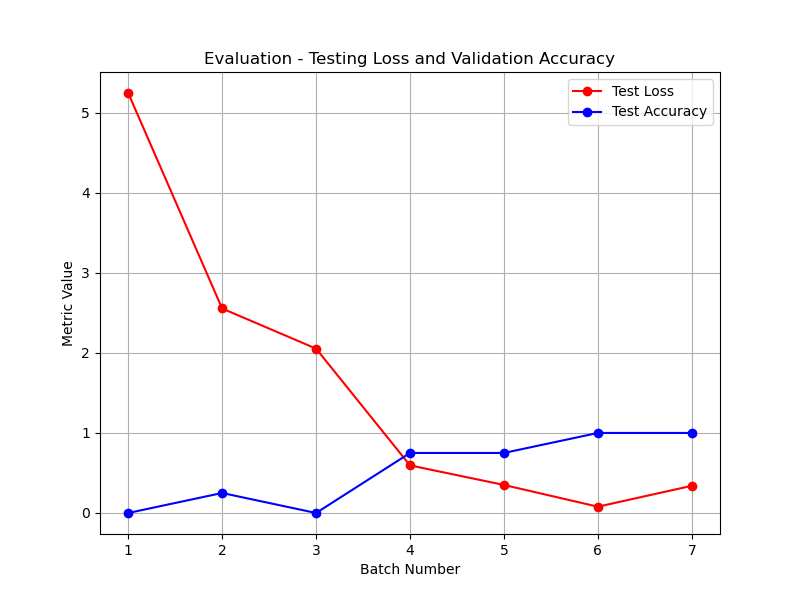 Evaluation - Testing Loss and Validation Accuracy
Test Loss
Test Accuracy
Metric Value
5
4
3
2
1
0
1 2 3 4 5 6 7
Batch Number